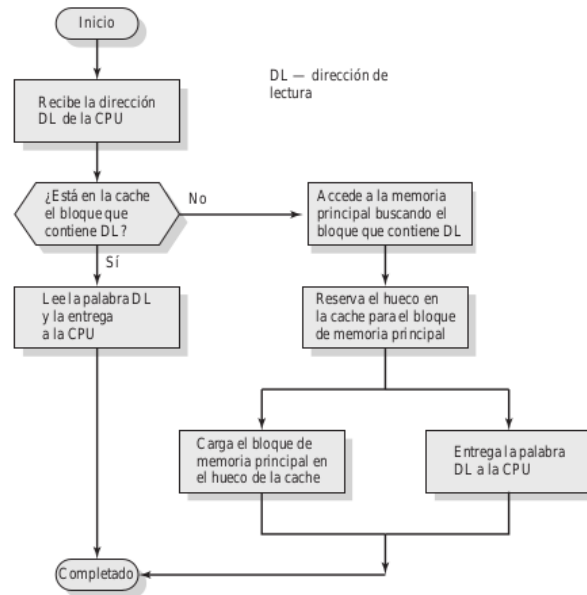 Inicio
DL — dirección de
lectura
Recibe la dirección
DL de la CPU
¿Está en la cache
el bloque que
contiene DL?
No
Accede a la memoria
principal buscando el
bloque que contiene DL
Sí
Lee la palabra DL
y la entrega
a la CPU
Reserva el hueco en
la cache para el bloque
de memoria principal
Carga el bloque de
memoria principal en
el hueco de la cache
Entrega la palabra
DL a la CPU
Completado